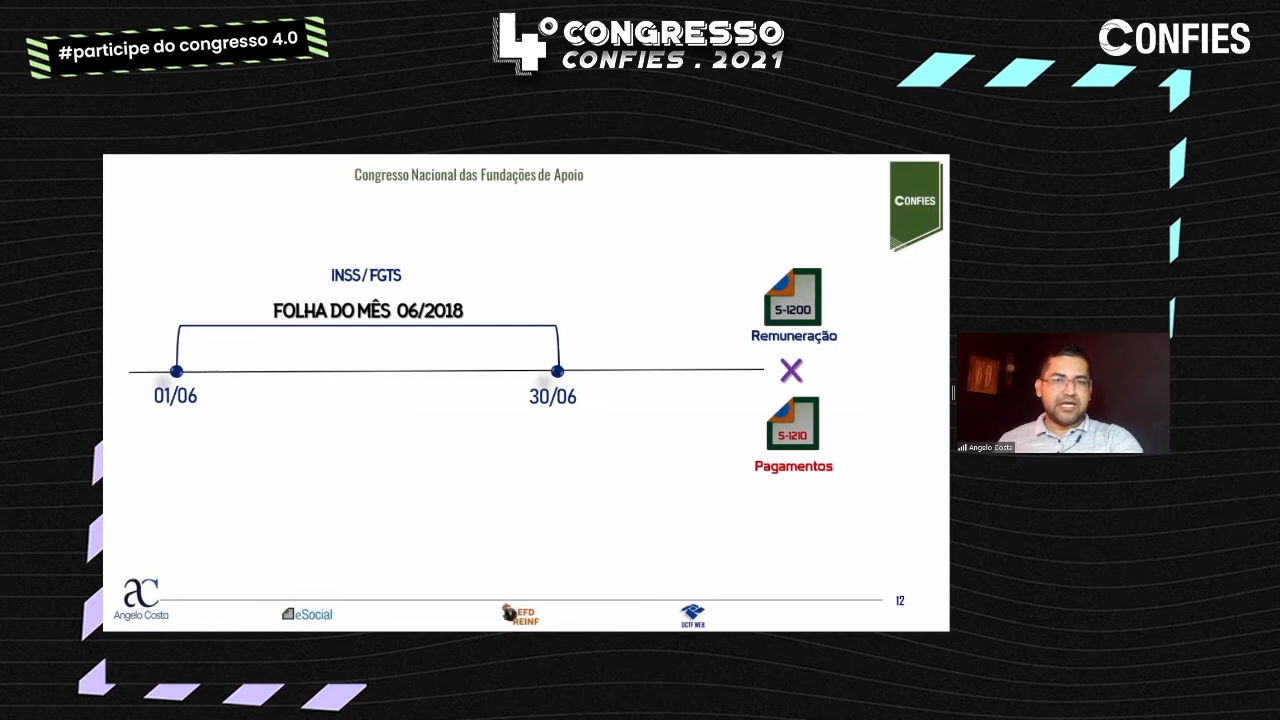 #participe do congresso 4.0
4º CONGRESSO
CONFIES . 2021
CONFIES
Congresso Nacional das Fundações de Apoio
CONFIES
INSS / FGTS
FOLHA DO MÊS 06/2018
01/06
30/06
S-1200
Remuneração
X
S-1210
Pagamentos
Angelo Costa
AC
Angelo Costa
eSocial
EFD
REINF
DCTF WEB
12